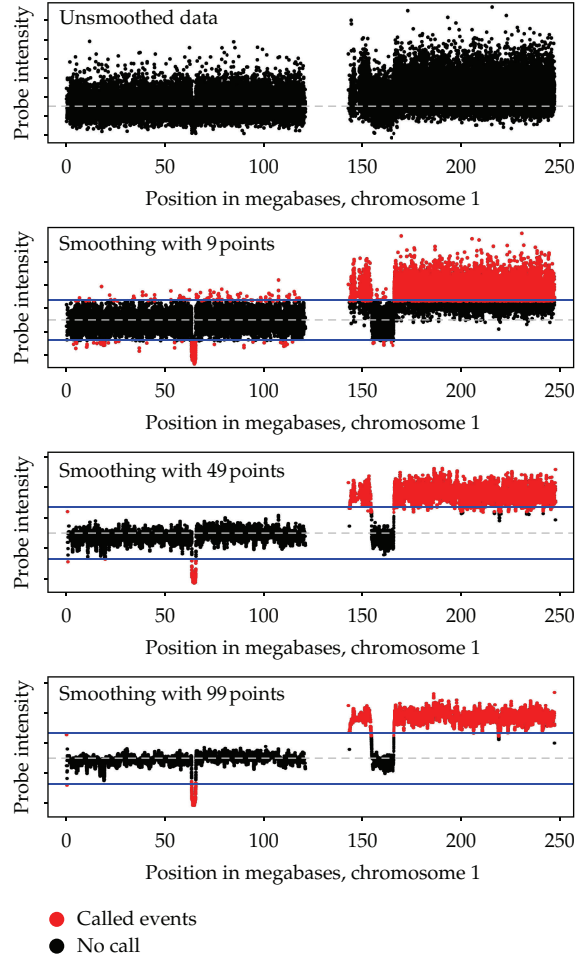 Unsmoothed data
Probe intensity
0 50 100 150 200 250
Position in megabases, chromosome 1
Smoothing with 9 points
Probe intensity
0 50 100 150 200 250
Position in megabases, chromosome 1
Smoothing with 49 points
Probe intensity
0 50 100 150 200 250
Position in megabases, chromosome 1
Smoothing with 99 points
Probe intensity
0 50 100 150 200 250
Position in megabases, chromosome 1
Called events
No call